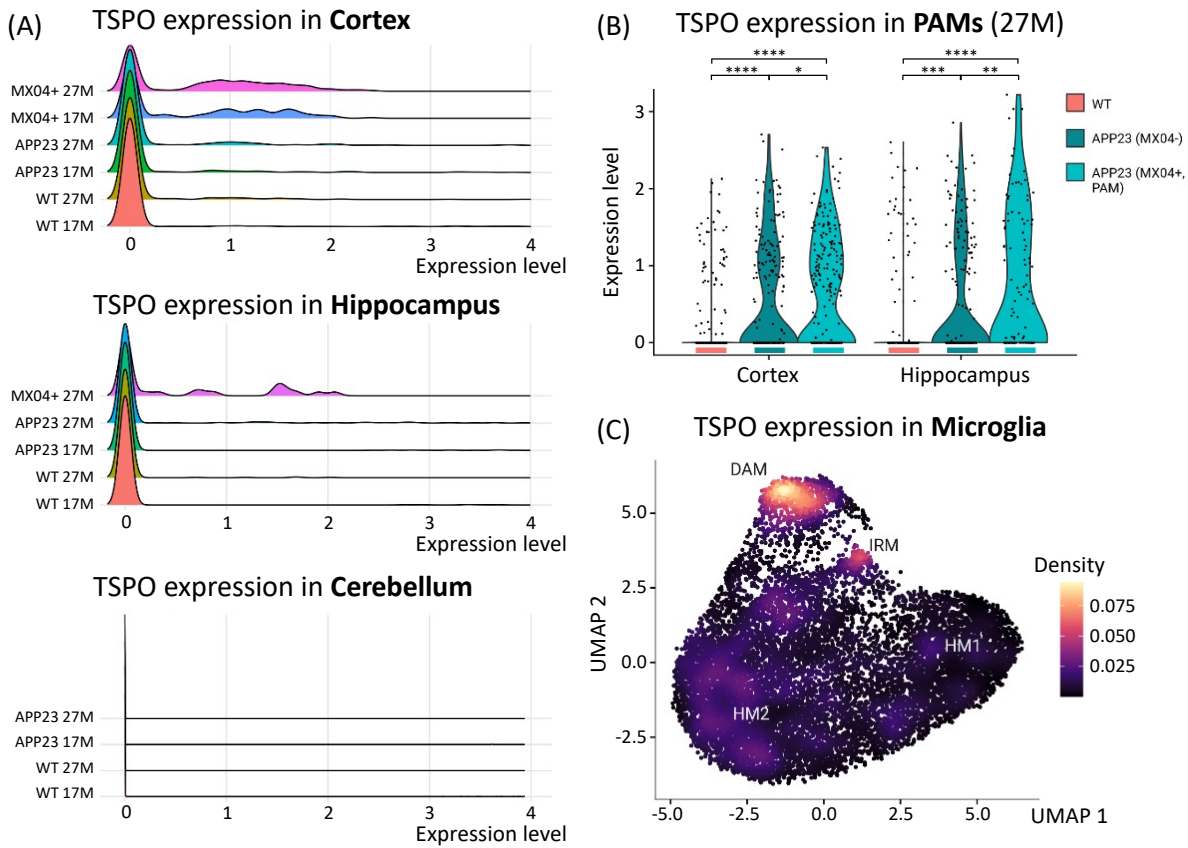 (A)
TSPO expression in Cortex
MX04+ 27M
MX04+ 17M
APP23 27M
APP23 17M
WT 27M
WT 17M
0 1 2 3 4
Expression level
TSPO expression in Hippocampus
MX04+ 27M
APP23 27M
APP23 17M
WT 27M
WT 17M
0 1 2 3 4
Expression level
TSPO expression in Cerebellum
APP23 27M
APP23 17M
WT 27M
WT 17M
0 1 2 3 4
Expression level
(B)
TSPO expression in PAMs (27M)
**** ****
**** * *** **
Expression level
3
2
1
0
Cortex Hippocampus
WT
APP23 (MX04-)
APP23 (MX04+,
PAM)
(C)
TSPO expression in Microglia
DAM
IRM
HM1
HM2
UMAP 2
5.0
2.5
0.0
-2.5
-5.0 -2.5 0.0 2.5 5.0
UMAP 1
Density
0.075
0.050
0.025